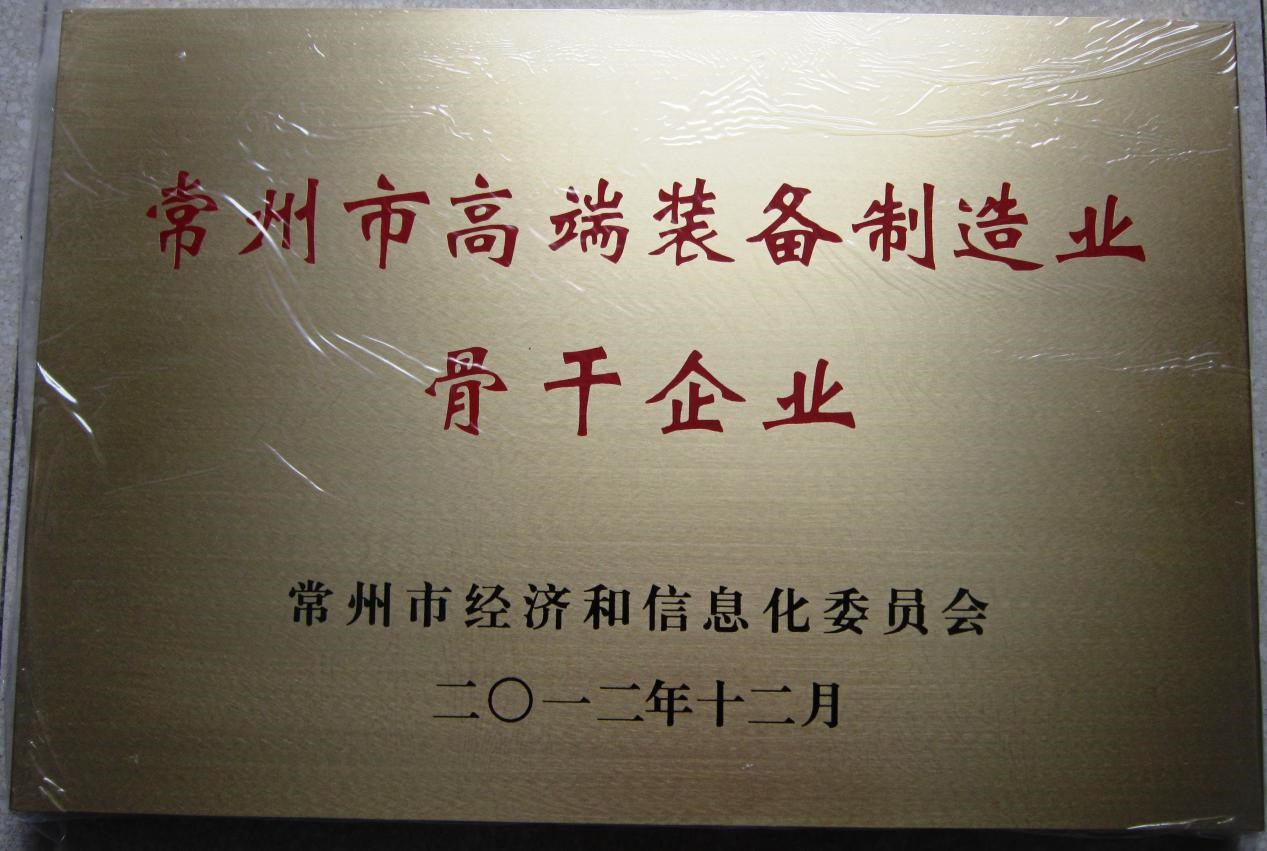 常州市高端装备制造业
骨干企业
常州市经济和信息化委员会
二〇一二年十二月